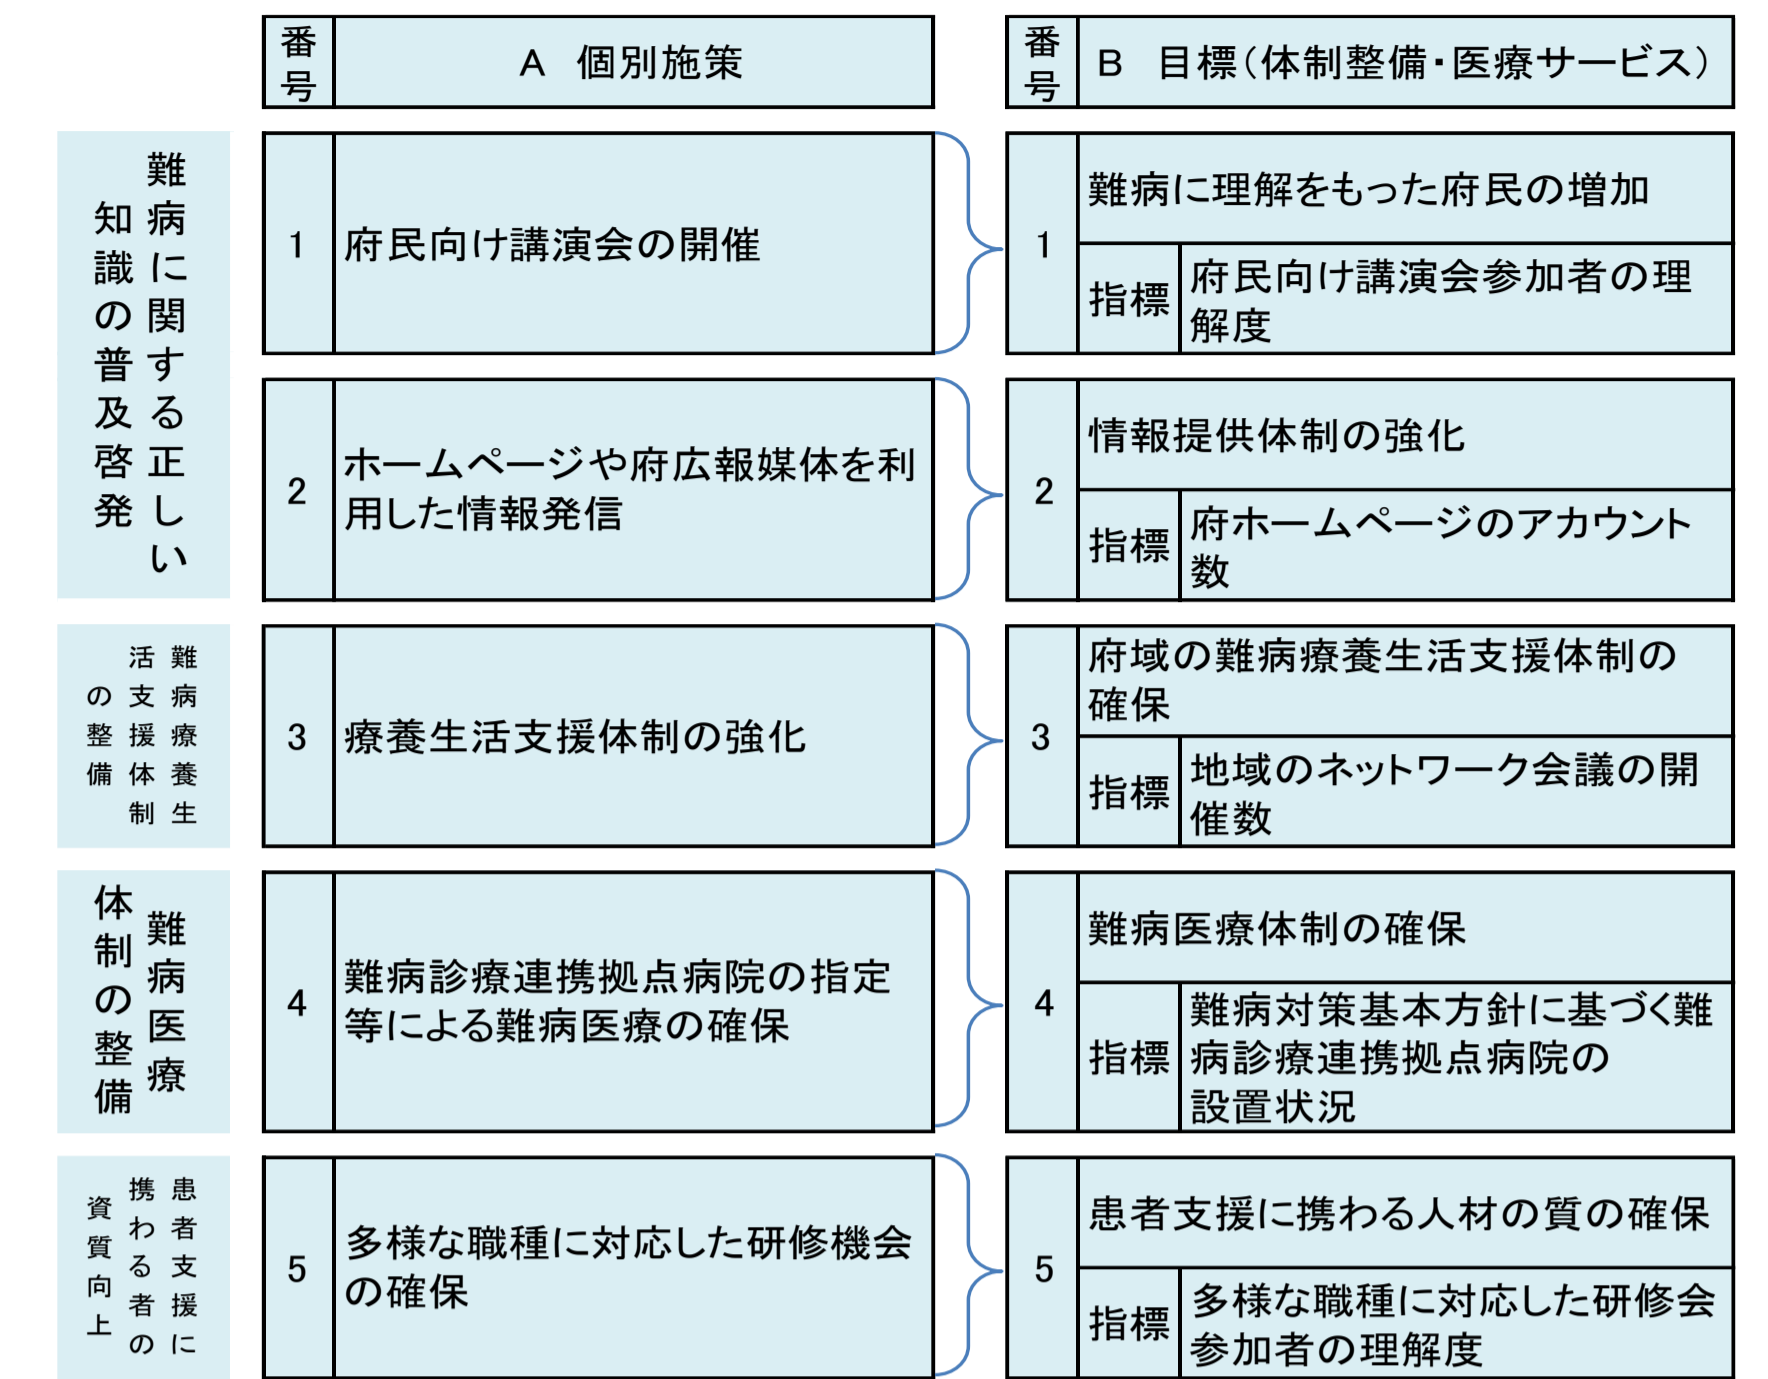 番号
A 個別施策
番号
B 目標(体制整備・医療サービス)
難病に関する正しい
知識の普及啓発
1
府民向け講演会の開催
1
難病に理解をもった府民の増加
指標
府民向け講演会参加者の理
解度
2
ホームページや府広報媒体を利
用した情報発信
2
情報提供体制の強化
指標
府ホームページのアカウント
数
難病療養生
活支援体制
の整備
3
療養生活支援体制の強化
3
府域の難病療養生活支援体制の
確保
指標
地域のネットワーク会議の開
催数
難病医療
体制の整備
4
難病診療連携拠点病院の指定
等による難病医療の確保
4
難病医療体制の確保
指標
難病対策基本方針に基づく難
病診療連携拠点病院の
設置状況
患者支援に
携わる者の
資質向上
5
多様な職種に対応した研修機会
の確保
5
患者支援に携わる人材の質の確保
指標
多様な職種に対応した研修会
参加者の理解度